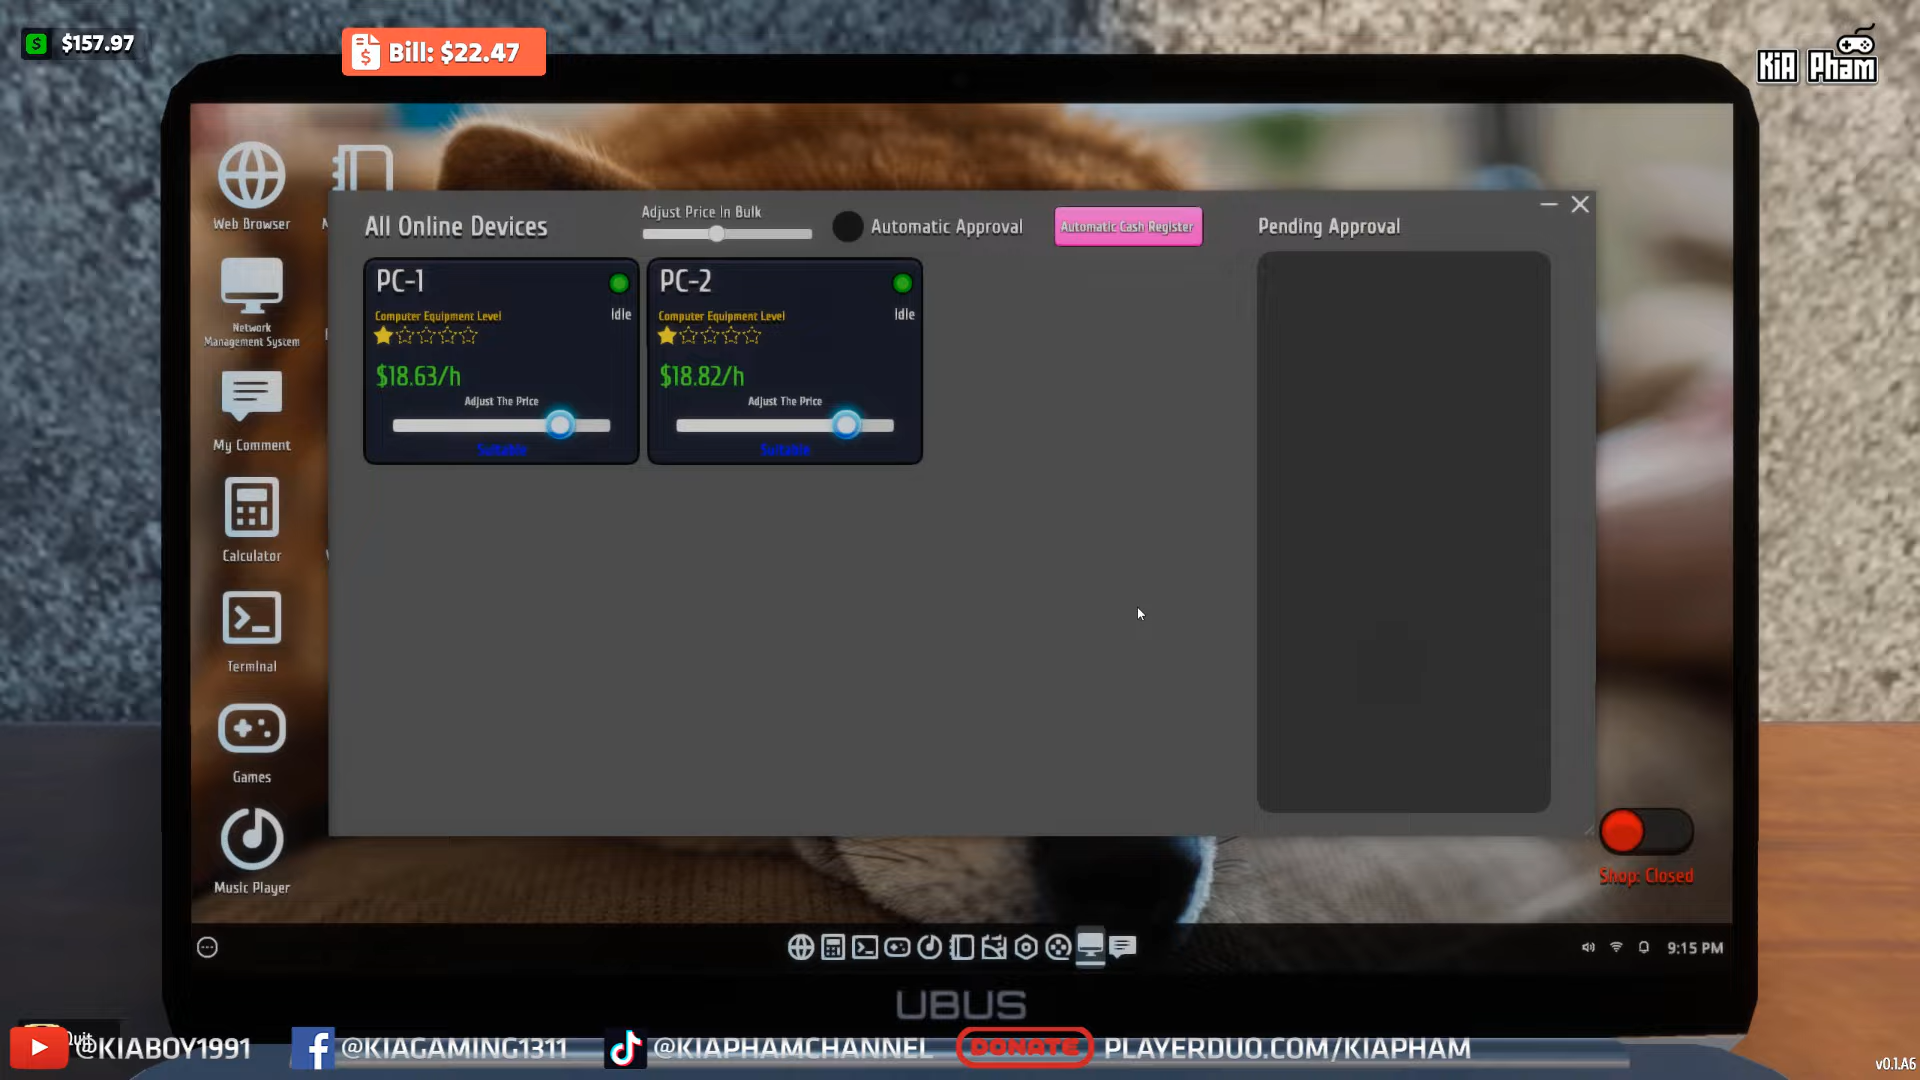 $157.97
Bill: $22.47
KiA Pham
Web Browser
Network
Management System
My Comment
Calculator
Terminal
Games
Music Player
All Online Devices
Adjust Price In Bulk
Automatic Approval
Automatic Cash Register
Pending Approval
PC-1
Computer Equipment Level
Idle
$18.63/h
Adjust The Price
Suitable
PC-2
Computer Equipment Level
Idle
$18.82/h
Adjust The Price
Suitable
Shop: Closed
9:15 PM
UBUS
Quit
@KIABOY1991
@KIAGAMING1311
@KIAPHAMCHANNEL
DONATE
PLAYERDUO.COM/KIAPHAM
v0.1.A6